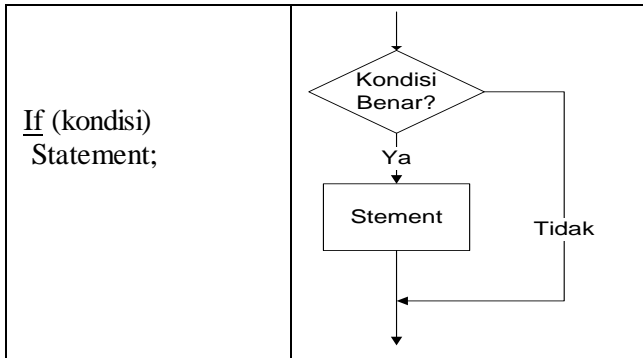 If (kondisi)
Statement;
Kondisi
Benar?
Ya
Stement
Tidak